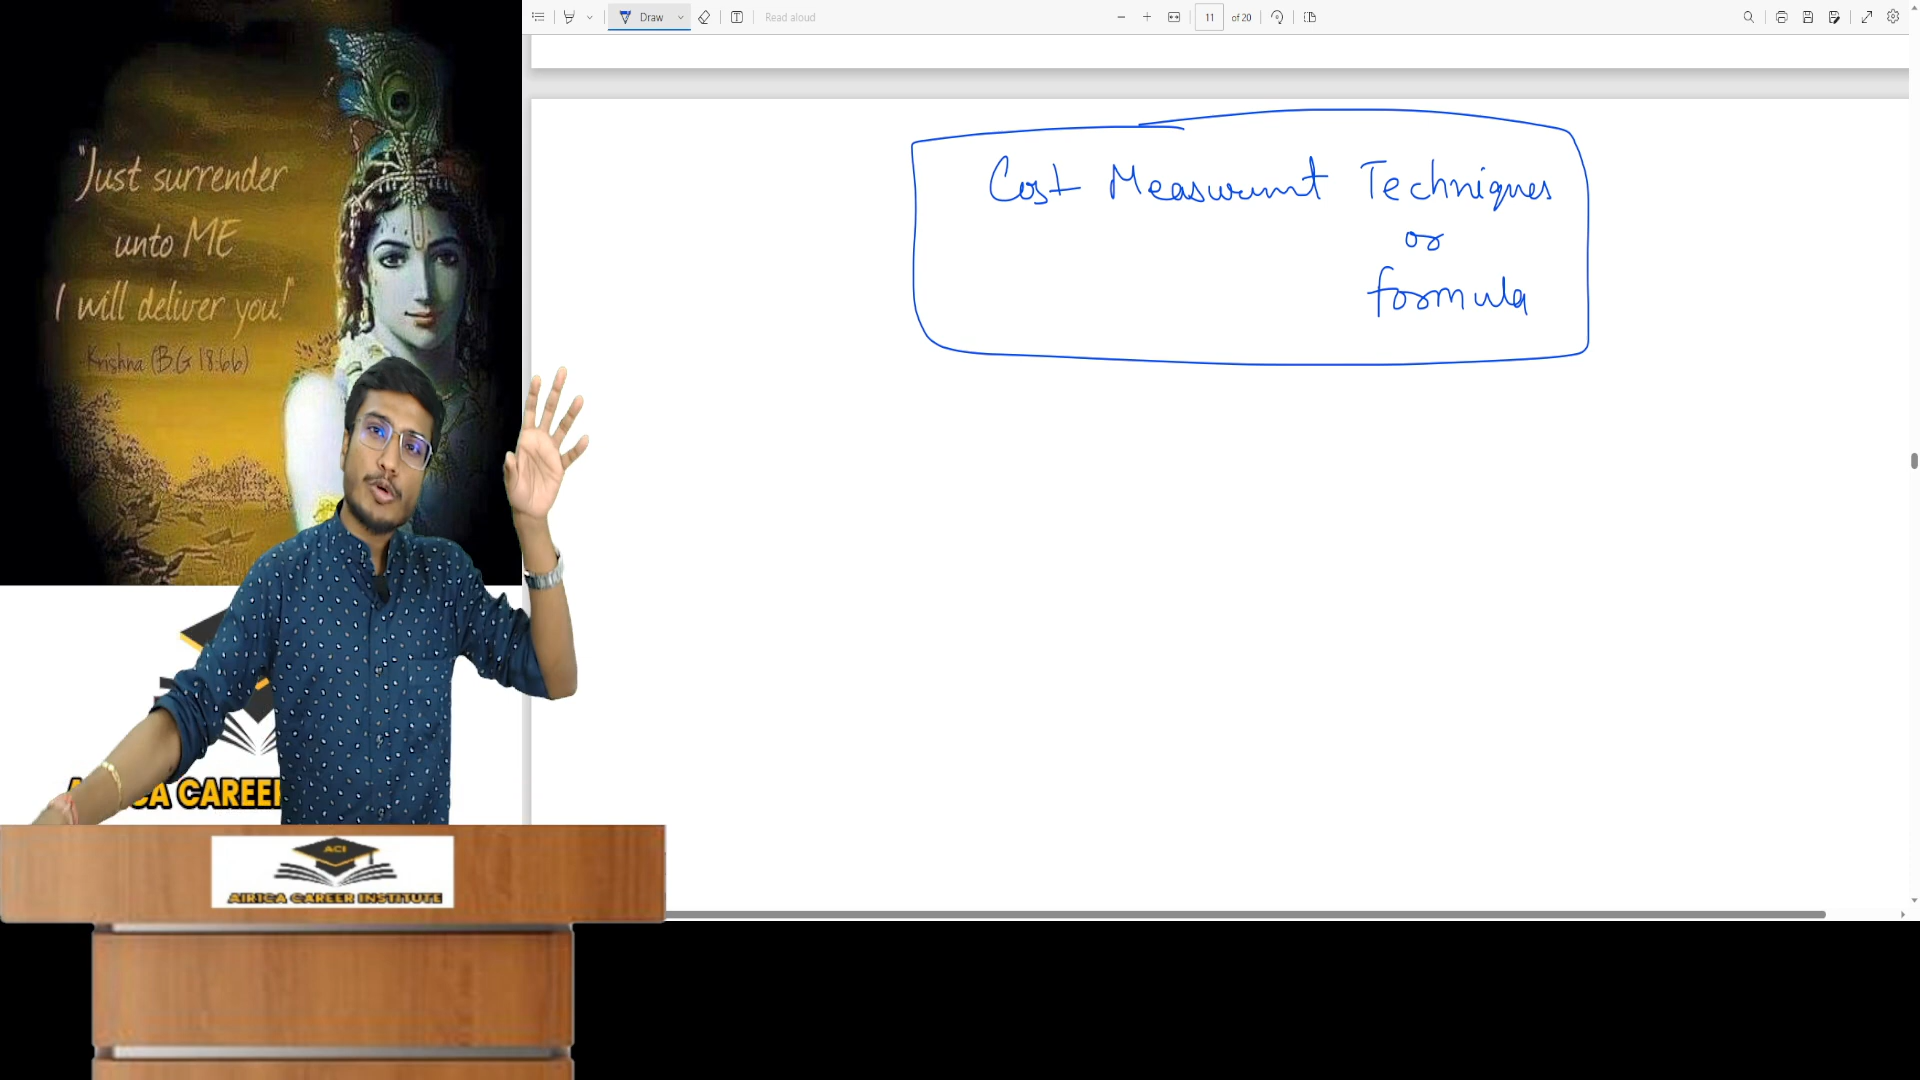 Draw
Read aloud
11 of 20
"Just surrender
unto ME
I will deliver you!"
- Krishna (B.G 18:66)
Cost Measurement Techniques
or
formula
CAREER
ACI
AIRICA CAREER INSTITUTE